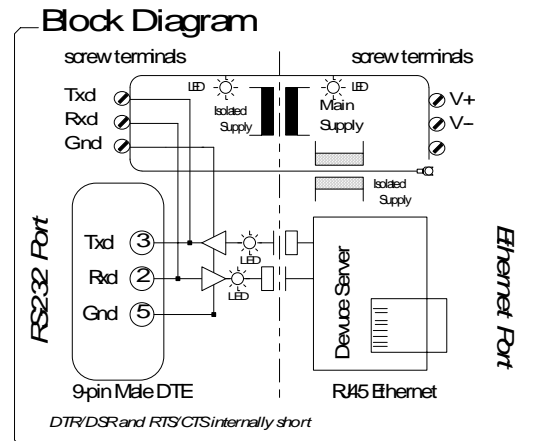 Block Diagram
screw terminals
screw terminals
LED
LED
Txd
Rxd
Gnd
Isolated
Supply
Main
Supply
V+
V−
Isolated
Supply
RS232 Port
Txd 3
Rxd 2
Gnd 5
LED
LED
Devuce Server
Ethernet Port
9-pin Male DTE
RJ45 Ethernet
DTR/DSR and RTS/CTS internally short